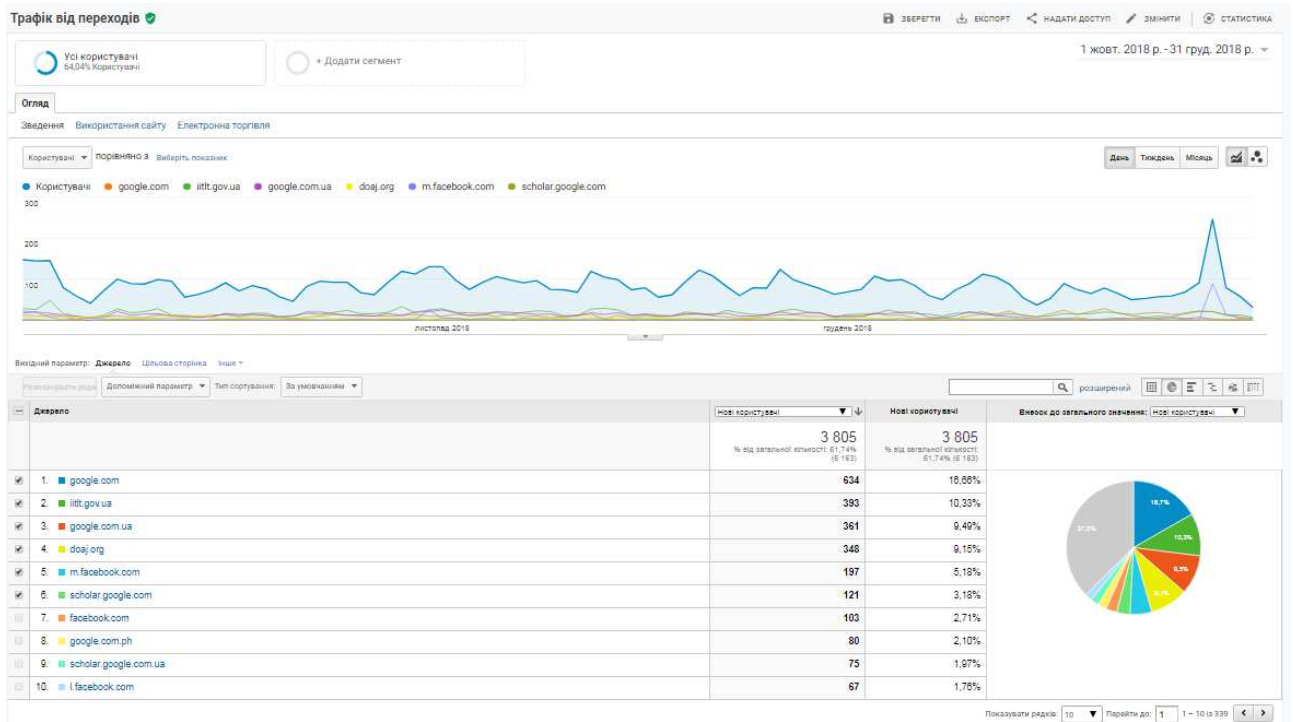 Трафік від переходів
ЗБЕРЕГТИ ЕКСПОРТ НАДАТИ ДОСТУП ЗМІНИТИ СТАТИСТИКА
Усі користувачі
64,04% Користувачі
+ Додати сегмент
1 жовт. 2018 р. - 31 груд. 2018 р.
Огляд
Зведення Використання сайту Електронна торгівля
Користувачі порівняно з Виберіть показник
День Тиждень Місяць
Користувачі google.com iitlt.gov.ua google.com.ua doaj.org m.facebook.com scholar.google.com
300
200
100
листопад 2018 грудень 2018
Вихідний параметр: Джерело Цільова сторінка Інше
Допоміжний параметр Тип сортування: За умовчанням
розширений
Джерело Нові користувачі Нові користувачі Внесок до загального значення: Нові користувачі
3 805 3 805
% від загальної кількості: 61,74% % від загальної кількості:
(6 163) 61,74% (6 163)
1. google.com 634 16,66%
2. iitlt.gov.ua 393 10,33%
3. google.com.ua 361 9,49%
4. doaj.org 348 9,15%
5. m.facebook.com 197 5,18%
6. scholar.google.com 121 3,18%
7. facebook.com 103 2,71%
8. google.com.ph 80 2,10%
9. scholar.google.com.ua 75 1,97%
10. l.facebook.com 67 1,76%
16,7%
10,3%
9,5%
Показувати рядків: 10 Перейти до: 1 1 – 10 із 339